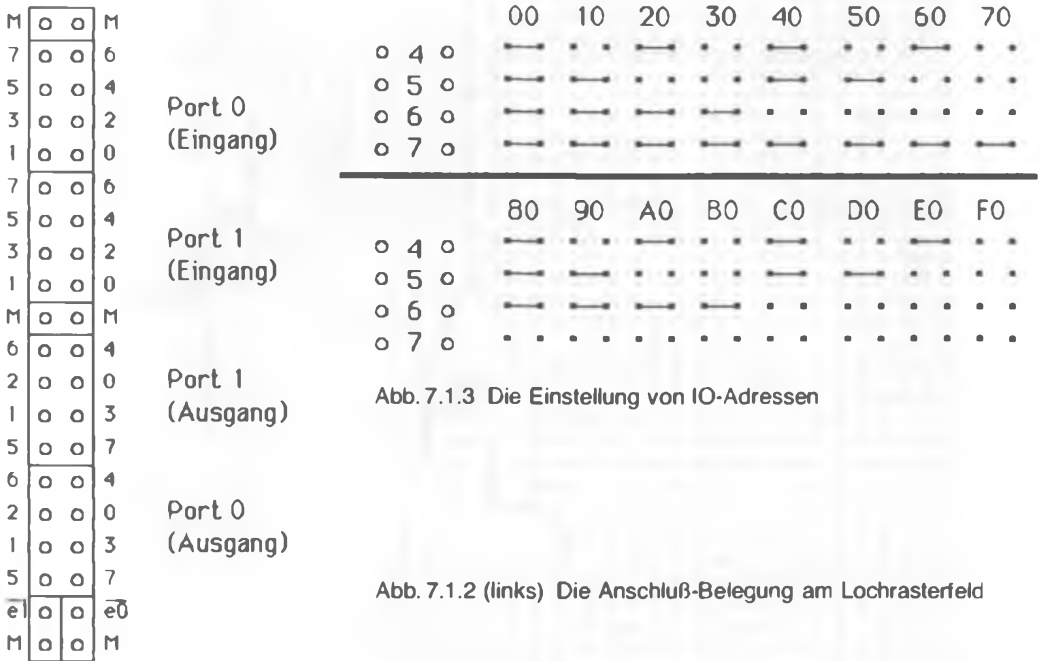 M o o M
7 o o 6
5 o o 4
3 o o 2
1 o o 0
7 o o 6
5 o o 4
3 o o 2
1 o o 0
M o o M
6 o o 4
2 o o 0
1 o o 3
5 o o 7
6 o o 4
2 o o 0
1 o o 3
5 o o 7
e1 o o e0
M o o M
Port 0
(Eingang)
Port 1
(Eingang)
Port 1
(Ausgang)
Port 0
(Ausgang)
00 10 20 30 40 50 60 70
o 4 o
o 5 o
o 6 o
o 7 o
80 90 A0 B0 C0 D0 E0 F0
o 4 o
o 5 o
o 6 o
o 7 o
Abb. 7.1.3 Die Einstellung von IO-Adressen
Abb. 7.1.2 (links) Die Anschluß-Belegung am Lochrasterfeld